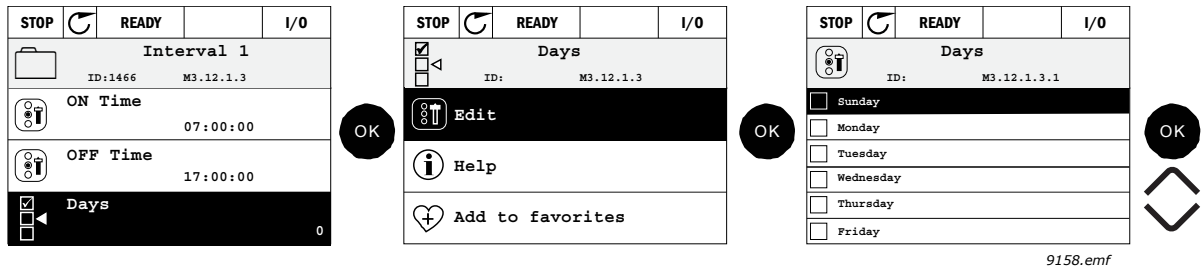 STOP READY I/O
Interval 1
ID:1466 M3.12.1.3
ON Time
07:00:00
OFF Time
17:00:00
Days
0
OK
STOP READY I/O
Days
ID: M3.12.1.3
Edit
Help
Add to favorites
OK
STOP READY I/O
Days
ID: M3.12.1.3.1
Sunday
Monday
Tuesday
Wednesday
Thursday
Friday
OK
9158.emf